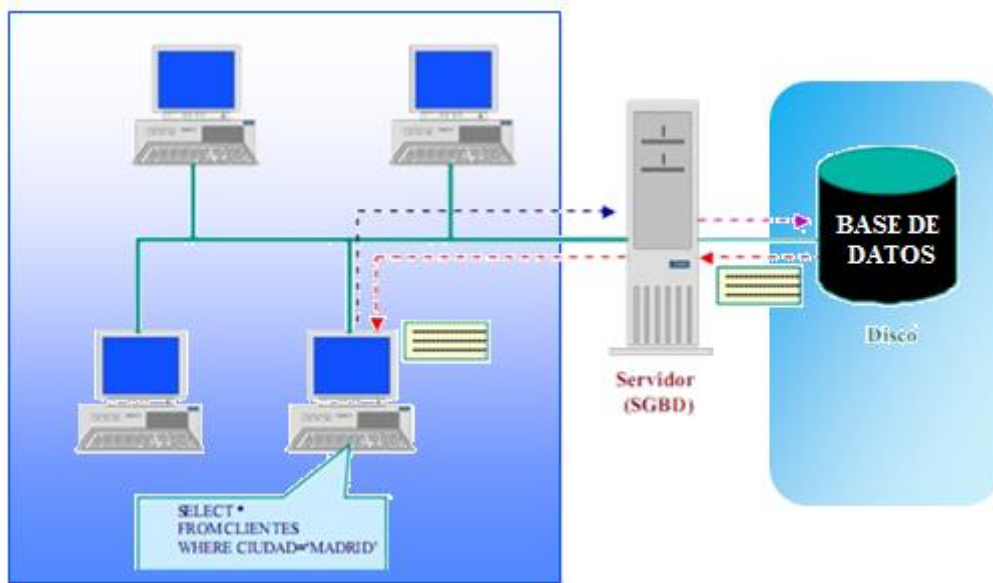 BASE DE
DATOS
Disco
Servidor
(SGBD)
SELECT *
FROM CLIENTES
WHERE CIUDAD='MADRID'